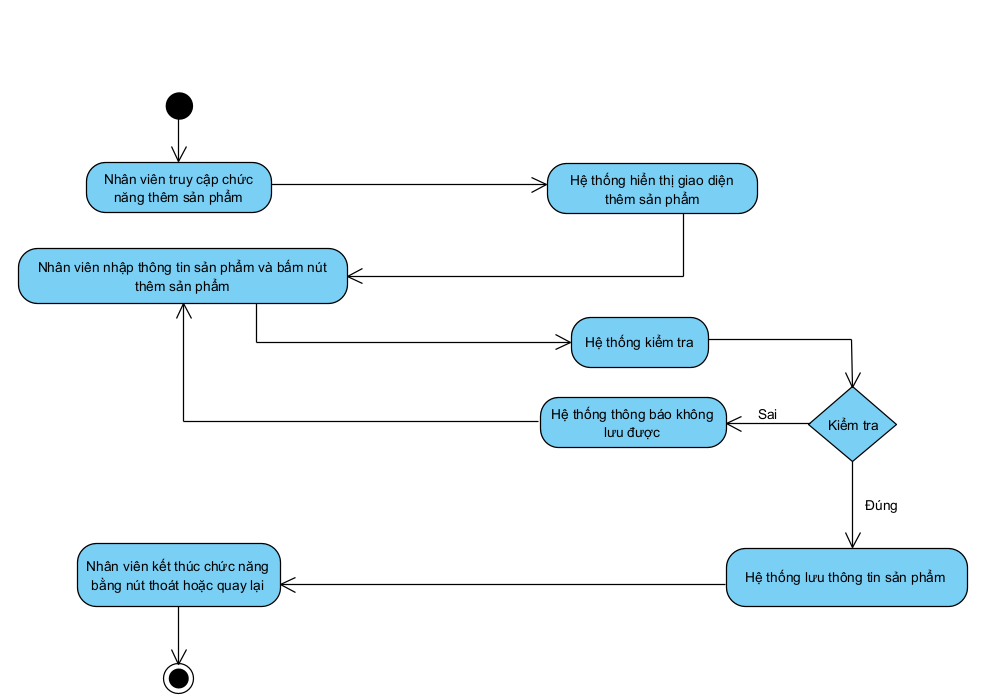 Nhân viên truy cập chức
năng thêm sản phẩm
Hệ thống hiển thị giao diện
thêm sản phẩm
Nhân viên nhập thông tin sản phẩm và bấm nút
thêm sản phẩm
Hệ thống kiểm tra
Hệ thống thông báo không
lưu được
Sai
Kiểm tra
Đúng
Nhân viên kết thúc chức năng
bằng nút thoát hoặc quay lại
Hệ thống lưu thông tin sản phẩm